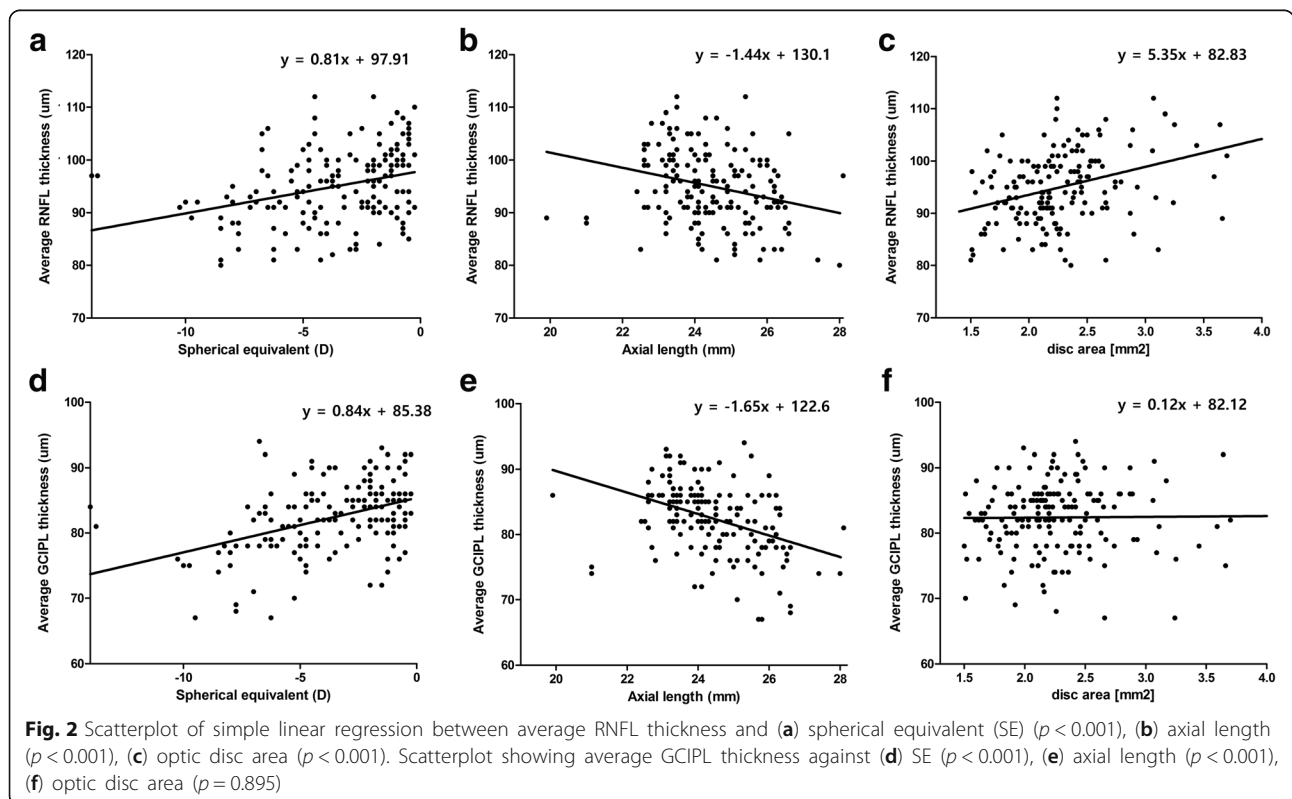 a
y = 0.81x + 97.91
Average RNFL thickness (um)
120
110
100
90
80
70
-10
-5
0
Spherical equivalent (D)
b
y = -1.44x + 130.1
Average RNFL thickness (um)
120
110
100
90
80
70
20
22
24
26
28
Axial length (mm)
c
y = 5.35x + 82.83
Average RNFL thickness (um)
120
110
100
90
80
70
1.5
2.0
2.5
3.0
3.5
4.0
disc area [mm2]
d
y = 0.84x + 85.38
Average GCIPL thickness (um)
100
90
80
70
60
-10
-5
0
Spherical equivalent (D)
e
y = -1.65x + 122.6
Average GCIPL thickness (um)
100
90
80
70
60
20
22
24
26
28
Axial length (mm)
f
y = 0.12x + 82.12
Average GCIPL thickness (um)
100
90
80
70
60
1.5
2.0
2.5
3.0
3.5
4.0
disc area [mm2]
Fig. 2 Scatterplot of simple linear regression between average RNFL thickness and (a) spherical equivalent (SE) (p < 0.001), (b) axial length
(p < 0.001), (c) optic disc area (p < 0.001). Scatterplot showing average GCIPL thickness against (d) SE (p < 0.001), (e) axial length (p < 0.001),
(f) optic disc area (p = 0.895)